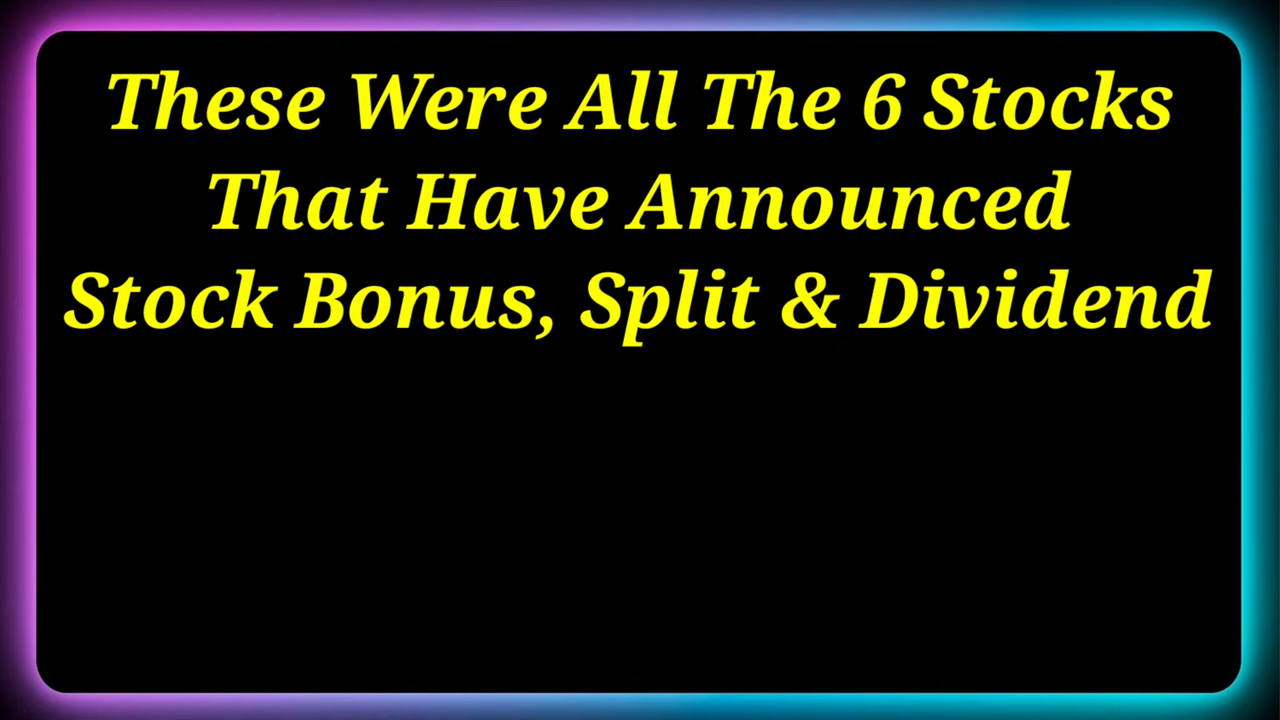 These Were All The 6 Stocks
That Have Announced
Stock Bonus, Split & Dividend